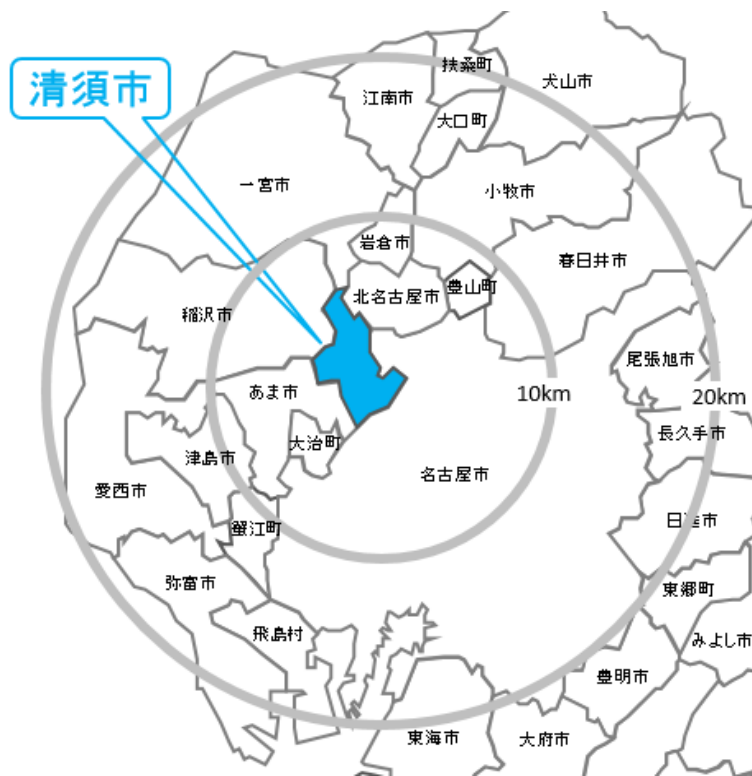 扶桑町
犬山市
清須市
江南市
大口町
一宮市
小牧市
岩倉市
春日井市
豊山町
北名古屋市
稲沢市
尾張旭市
あま市
10km
20km
長久手市
大治町
津島市
名古屋市
愛西市
日進市
蟹江町
弥富市
東郷町
飛島村
みよし市
豊明市
東海市
大府市